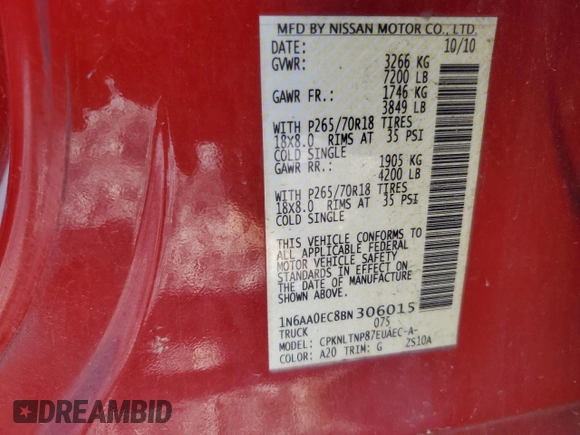 MFD BY NISSAN MOTOR CO., LTD.
DATE: 10/10
GVWR: 3266 KG
7200 LB
GAWR FR.: 1746 KG
3849 LB
WITH P265/70R18 TIRES
18X8.0 RIMS AT 35 PSI
COLD SINGLE
GAWR RR.: 1905 KG
4200 LB
WITH P265/70R18 TIRES
18X8.0 RIMS AT 35 PSI
COLD SINGLE
THIS VEHICLE CONFORMS TO
ALL APPLICABLE FEDERAL
MOTOR VEHICLE SAFETY
STANDARDS IN EFFECT ON
THE DATE OF MANUFACTURE
SHOWN ABOVE.
1N6AA0EC8BN306015
TRUCK 075
MODEL: CPKNLTNP87EUAEC-A-
COLOR: A20 TRIM: G 2S10A
DREAMBID